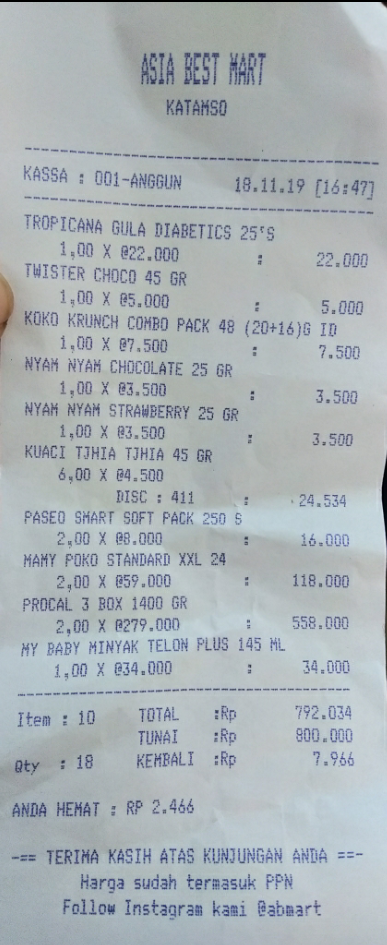 ASIA BEST MART
KATAMSO
KASSA : 001-ANGGUN 18.11.19 [16:47]
TROPICANA GULA DIABETICS 25'S
1,00 X @22.000 : 22.000
TWISTER CHOCO 45 GR
1,00 X @5.000 : 5.000
KOKO KRUNCH COMBO PACK 48 (20+16)G ID
1,00 X @7.500 : 7.500
NYAM NYAM CHOCOLATE 25 GR
1,00 X @3.500 : 3.500
NYAM NYAM STRAWBERRY 25 GR
1,00 X @3.500 : 3.500
KUACI TJHIA TJHIA 45 GR
6,00 X @4.500
DISC : 411 : 24.534
PASEO SMART SOFT PACK 250 S
2,00 X @8.000 : 16.000
MAMY POKO STANDARD XXL 24
2,00 X @59.000 : 118.000
PROCAL 3 BOX 1400 GR
2,00 X @279.000 : 558.000
MY BABY MINYAK TELON PLUS 145 ML
1,00 X @34.000 : 34.000
Item : 10 TOTAL :Rp 792.034
TUNAI :Rp 800.000
Qty : 18 KEMBALI :Rp 7.966
ANDA HEMAT : RP 2.466
-== TERIMA KASIH ATAS KUNJUNGAN ANDA ==-
Harga sudah termasuk PPN
Follow Instagram kami @abmart